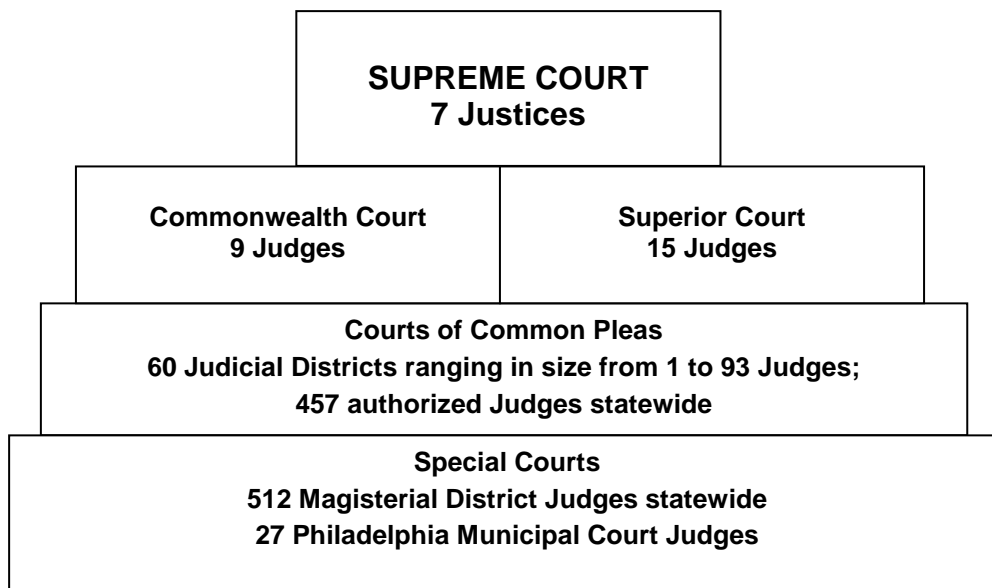 SUPREME COURT
7 Justices
Commonwealth Court
9 Judges
Superior Court
15 Judges
Courts of Common Pleas
60 Judicial Districts ranging in size from 1 to 93 Judges;
457 authorized Judges statewide
Special Courts
512 Magisterial District Judges statewide
27 Philadelphia Municipal Court Judges